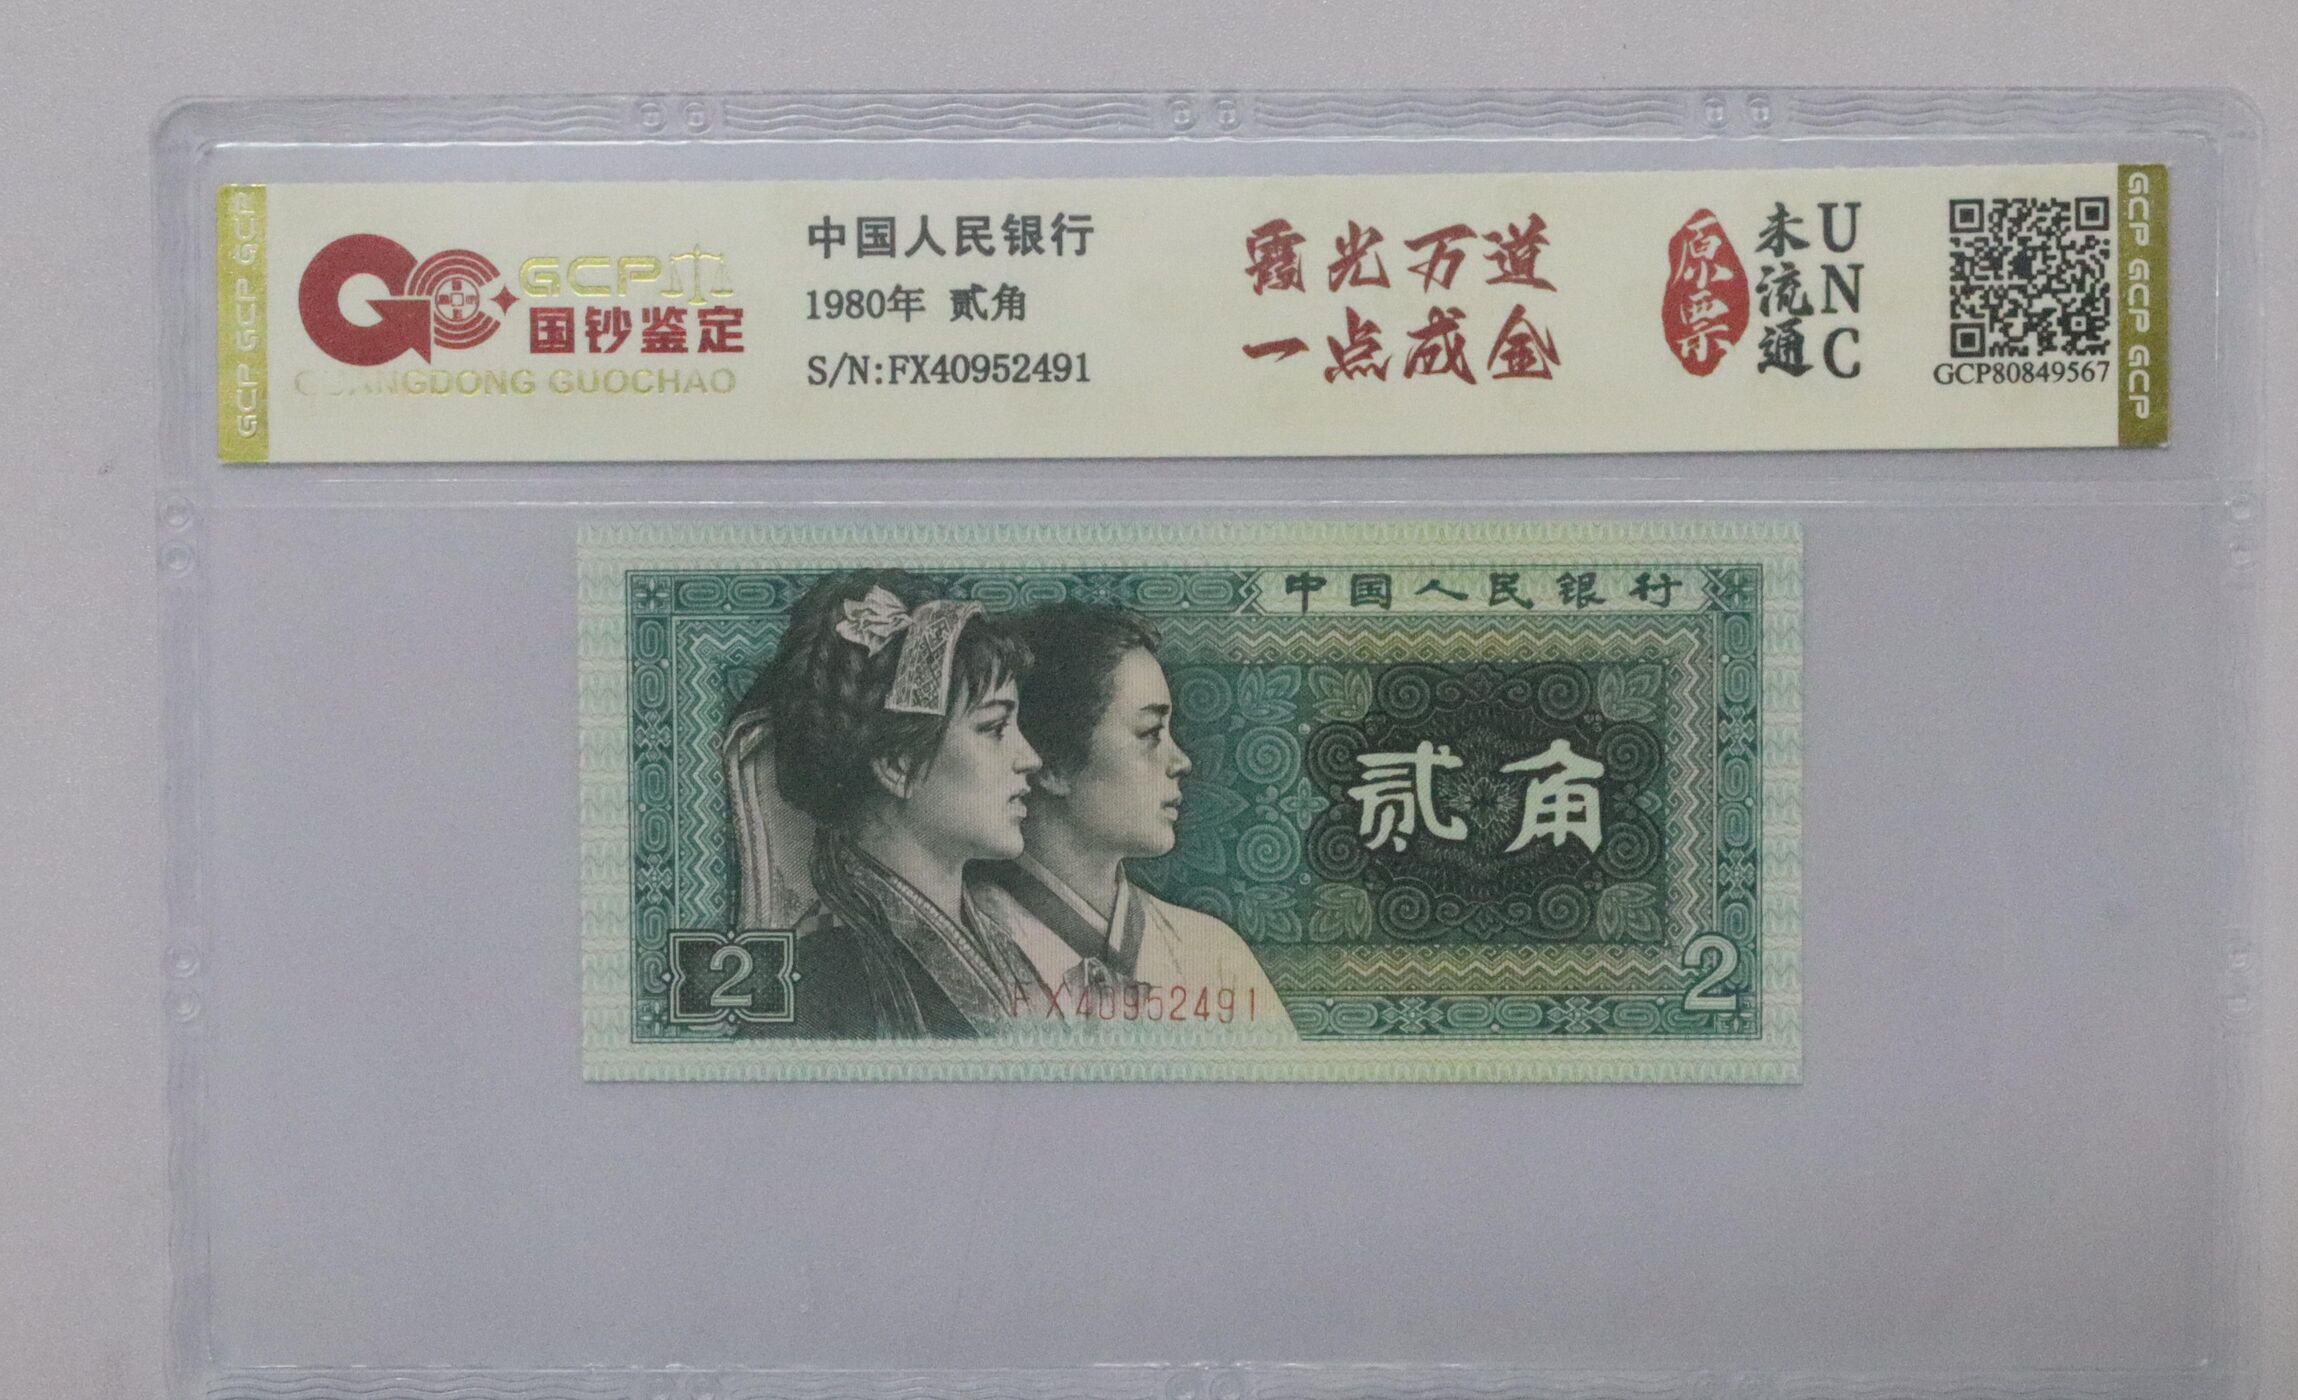 GCP GCP GCP
GCP
国钞鉴定
GUANGDONG GUOCHAO
中国人民银行
1980年 贰角
S/N:FX40952491
霞光万道
一点成金
原票
未流通
UNC
GCP80849567
GCP GCP GCP
中国人民银行
贰角
2
FX40952491
2